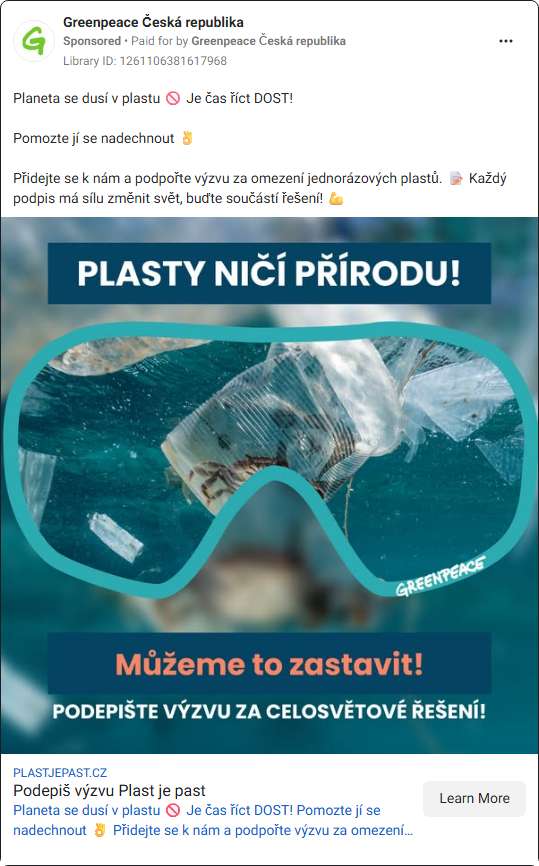 Greenpeace Česká republika
Sponsored • Paid for by Greenpeace Česká republika
Library ID: 1261106381617968
Planeta se dusí v plastu 🚫 Je čas říct DOST!
Pomozte jí se nadechnout 👌
Přidejte se k nám a podpořte výzvu za omezení jednorázových plastů. 📝 Každý
podpis má sílu změnit svět, buďte součástí řešení! 💪
PLASTY NIČÍ PŘÍRODU!
GREENPEACE
Můžeme to zastavit!
PODEPIŠTE VÝZVU ZA CELOSVĚTOVÉ ŘEŠENÍ!
PLASTJEPAST.CZ
Podepiš výzvu Plast je past
Planeta se dusí v plastu 🚫 Je čas říct DOST! Pomozte jí se
nadechnout 👌 Přidejte se k nám a podpořte výzvu za omezení…
Learn More